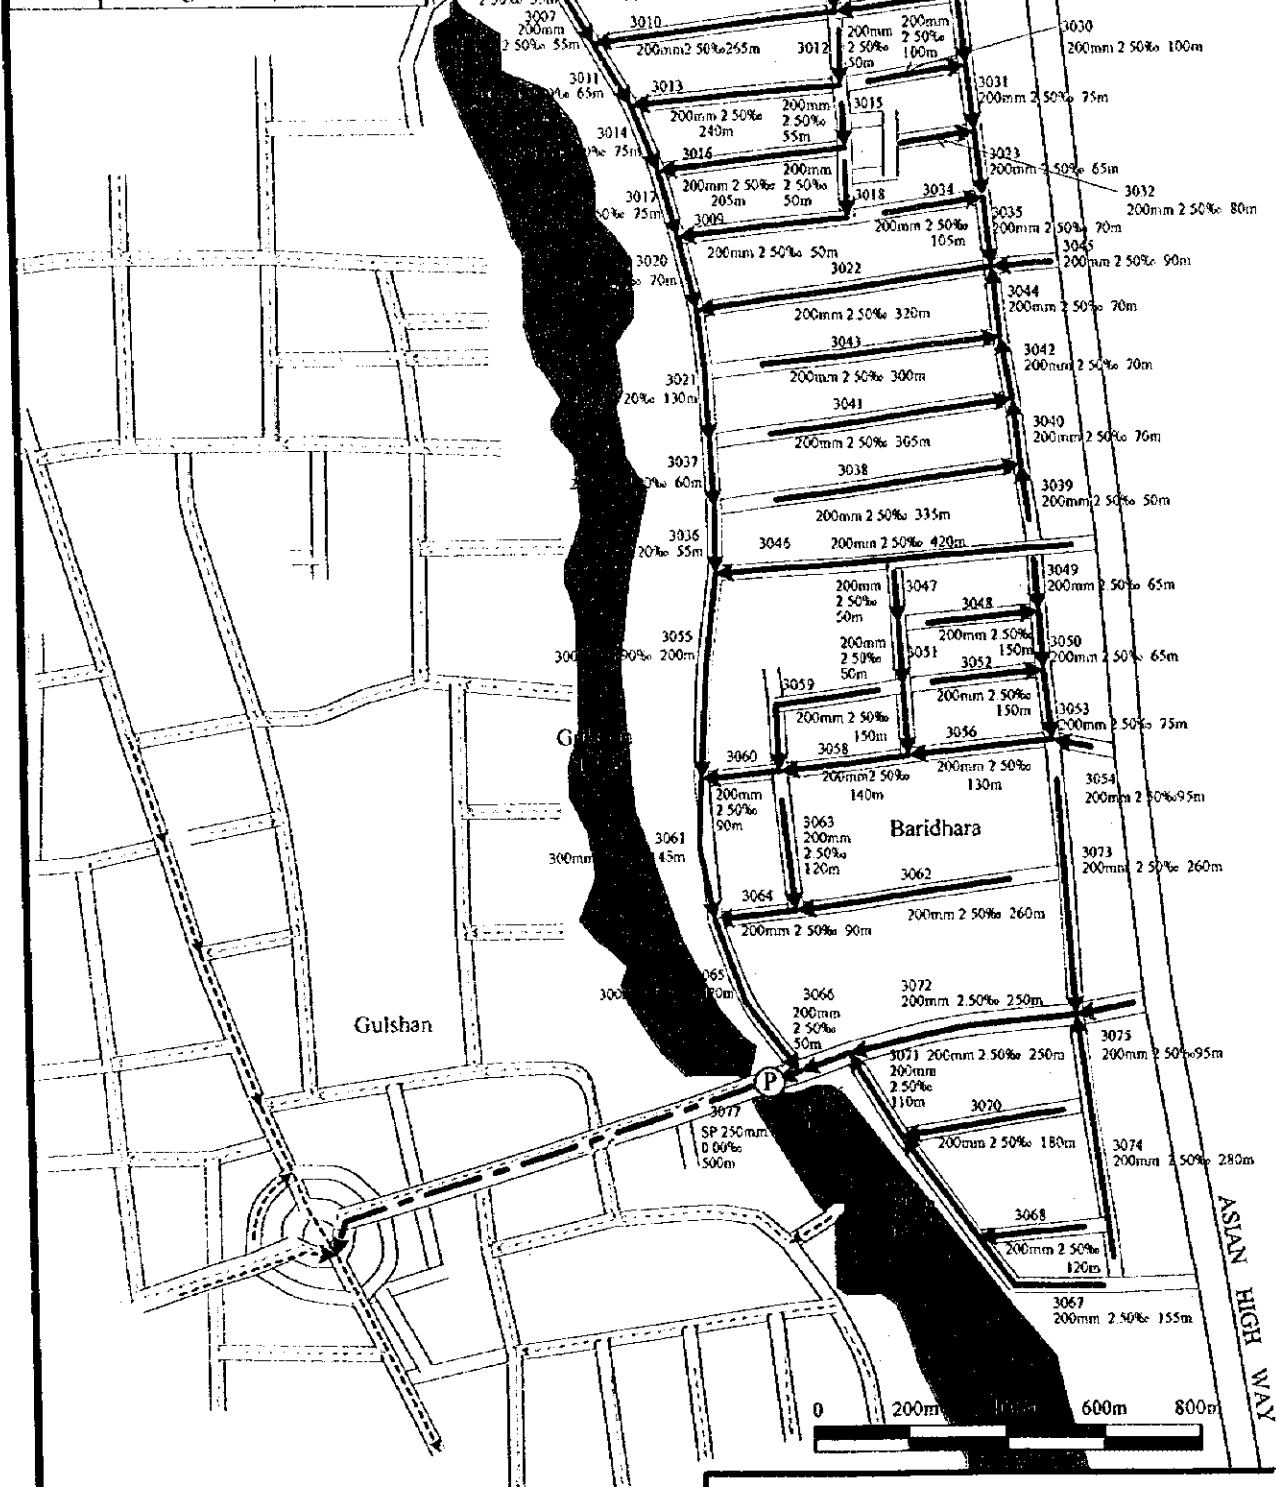 3007
200mm
2 50‰ 55m
3010
200mm2 50‰265m
3012
200mm
2 50‰
50m
200mm
2 50‰
100m
3030
200mm 2 50‰ 100m
3011
65m
3013
200mm 2 50‰
240m
200mm
2.50‰
55m
3015
3031
200mm 2 50‰ 75m
3014
75m
3016
200mm 2 50‰
205m
200mm
2 50‰
50m
3018
3023
200mm 2 50‰ 65m
3032
200mm 2 50‰ 80m
3017
75m
3009
200mm 2 50‰ 50m
3034
200mm 2 50‰
105m
3035
200mm 2 50‰ 70m
3045
200mm 2 50‰ 90m
3020
70m
3022
200mm 2.50‰ 320m
3044
200mm 2 50‰ 70m
3043
200mm 2 50‰ 300m
3042
200mm 2 50‰ 70m
3021
20‰ 130m
3041
200mm 2 50‰ 305m
3040
200mm 2 50‰ 70m
3037
60m
3038
200mm 2 50‰ 335m
3039
200mm 2 50‰ 50m
3036
20‰ 55m
3046
200mm 2 50‰ 420m
200mm
2 50‰
50m
3047
3049
200mm 2 50‰ 65m
3048
200mm 2 50‰
150m
3055
90‰ 200m
200mm
2 50‰
50m
3051
3050
200mm 2 50‰ 65m
3052
200mm 2 50‰
150m
3059
200mm 2 50‰
150m
3053
200mm 2 50‰ 75m
3060
200mm
2 50‰
90m
3058
200mm2 50‰
140m
3056
200mm 2 50‰
130m
3054
200mm 2 50‰95m
Baridhara
3061
300mm 45m
3063
200mm
2.50‰
120m
3073
200mm 2 50‰ 260m
3062
200mm 2 50‰ 260m
3064
200mm 2 50‰ 90m
3066
200mm
2 50‰
50m
3072
200mm 2.50‰ 250m
Gulshan
3075
200mm 2 50‰95m
3071 200mm 2.50‰ 250m
200mm
2.50‰
110m
P
3077
SP 250mm
0 00‰
500m
3070
200mm 2 50‰ 180m
3074
200mm 2 50‰ 280m
3068
200mm 2 50‰
120m
3067
200mm 2.50‰ 155m
ASIAN HIGH WAY
0 200m 600m 800m